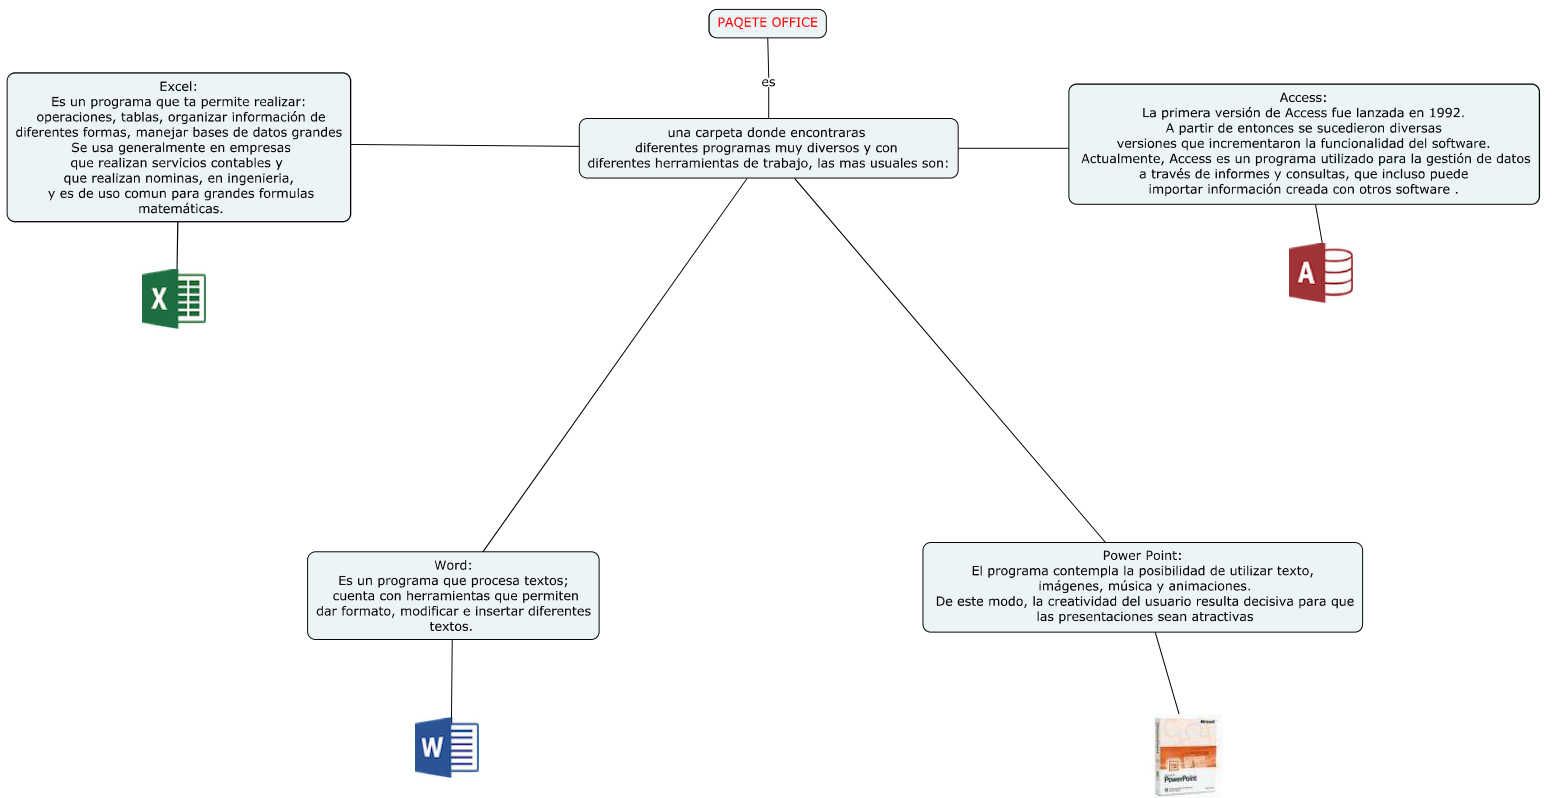 PAQETE OFFICE
es
una carpeta donde encontraras
diferentes programas muy diversos y con
diferentes herramientas de trabajo, las mas usuales son:
Excel:
Es un programa que ta permite realizar:
operaciones, tablas, organizar información de
diferentes formas, manejar bases de datos grandes
Se usa generalmente en empresas
que realizan servicios contables y
que realizan nominas, en ingenierla,
y es de uso comun para grandes formulas
matemáticas.
X
Access:
La primera versión de Access fue lanzada en 1992.
A partir de entonces se sucedieron diversas
versiones que incrementaron la funcionalidad del software.
Actualmente, Access es un programa utilizado para la gestión de datos
a través de informes y consultas, que incluso puede
importar información creada con otros software .
A
Word:
Es un programa que procesa textos;
cuenta con herramientas que permiten
dar formato, modificar e insertar diferentes
textos.
W
Power Point:
El programa contempla la posibilidad de utilizar texto,
imágenes, música y animaciones.
De este modo, la creatividad del usuario resulta decisiva para que
las presentaciones sean atractivas
Microsoft
PowerPoint